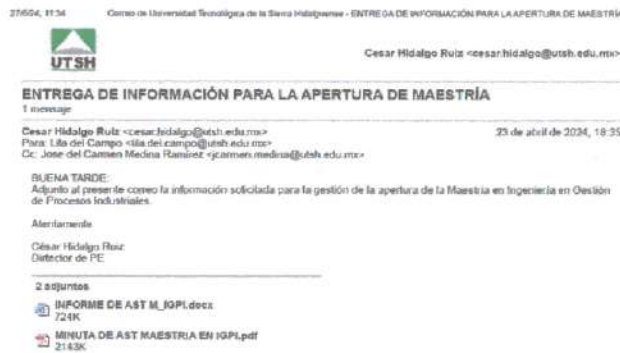 27/6/24, 11:34 Correo de Universidad Tecnológica de la Sierra Hidalguense - ENTREGA DE INFORMACIÓN PARA LA APERTURA DE MAESTRÍA
UTSH
Cesar Hidalgo Ruiz <cesar.hidalgo@utsh.edu.mx>
ENTREGA DE INFORMACIÓN PARA LA APERTURA DE MAESTRÍA
1 mensaje
Cesar Hidalgo Ruiz <cesar.hidalgo@utsh.edu.mx> 23 de abril de 2024, 18:35
Para: Lila del Campo <lila.del.campo@utsh.edu.mx>
Cc: Jose del Carmen Medina Ramirez <jcarmen.medina@utsh.edu.mx>
BUENA TARDE:
Adjunto al presente correo la información solicitada para la gestión de la apertura de la Maestría en Ingeniería en Gestión
de Procesos Industriales.
Atentamente
César Hidalgo Ruiz
Director de PE
2 adjuntos
INFORME DE AST M_IGPI.docx
724K
MINUTA DE AST MAESTRIA EN IGPI.pdf
2143K